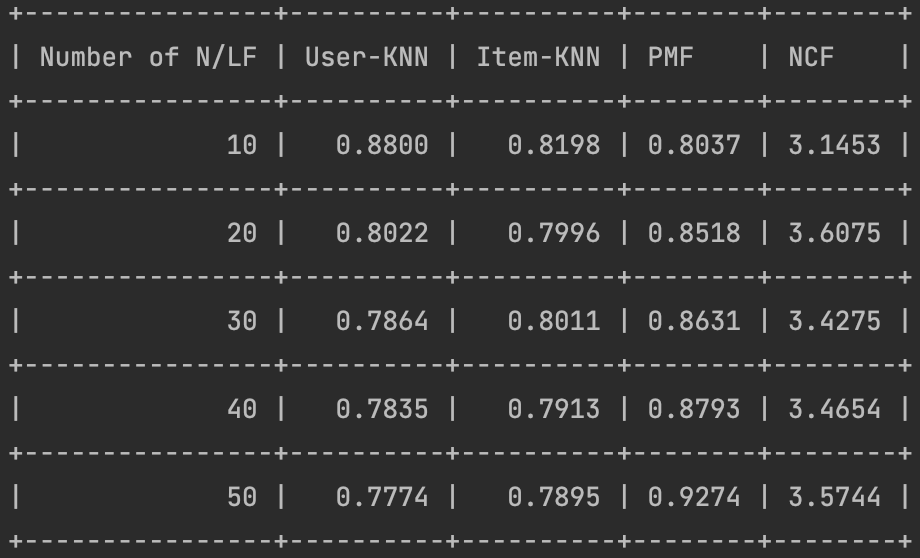 +----------------+----------+----------+--------+--------+
| Number of N/LF | User-KNN | Item-KNN | PMF    | NCF    |
+----------------+----------+----------+--------+--------+
|             10 |   0.8800 |   0.8198 | 0.8037 | 3.1453 |
+----------------+----------+----------+--------+--------+
|             20 |   0.8022 |   0.7996 | 0.8518 | 3.6075 |
+----------------+----------+----------+--------+--------+
|             30 |   0.7864 |   0.8011 | 0.8631 | 3.4275 |
+----------------+----------+----------+--------+--------+
|             40 |   0.7835 |   0.7913 | 0.8793 | 3.4654 |
+----------------+----------+----------+--------+--------+
|             50 |   0.7774 |   0.7895 | 0.9274 | 3.5744 |
+----------------+----------+----------+--------+--------+